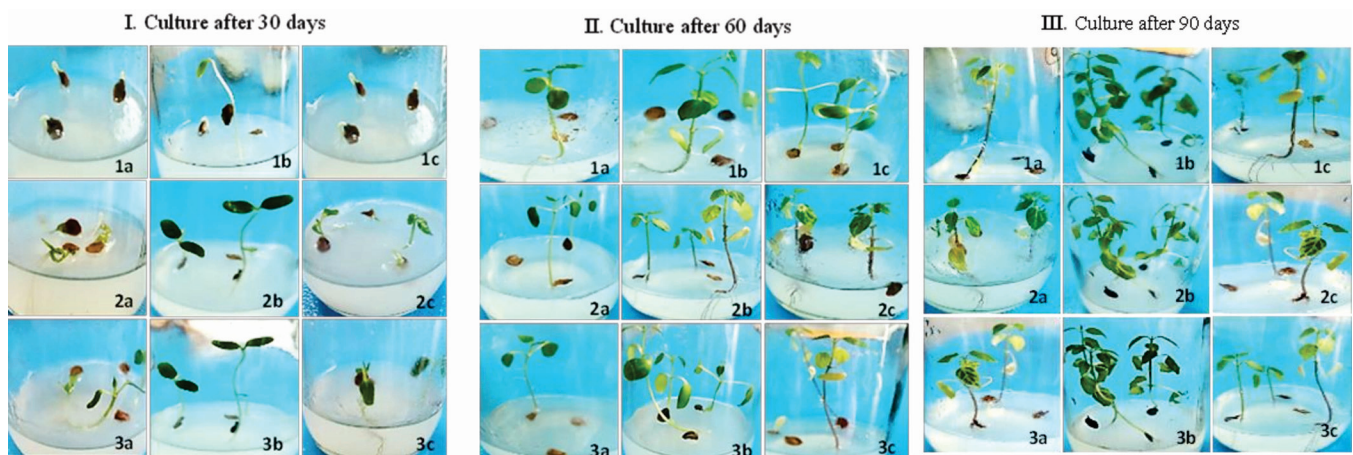 I. Culture after 30 days
II. Culture after 60 days
III. Culture after 90 days
1a
1b
1c
1a
1b
1c
1a
1b
1c
2a
2b
2c
2a
2b
2c
2a
2b
2c
3a
3b
3c
3a
3b
3c
3a
3b
3c